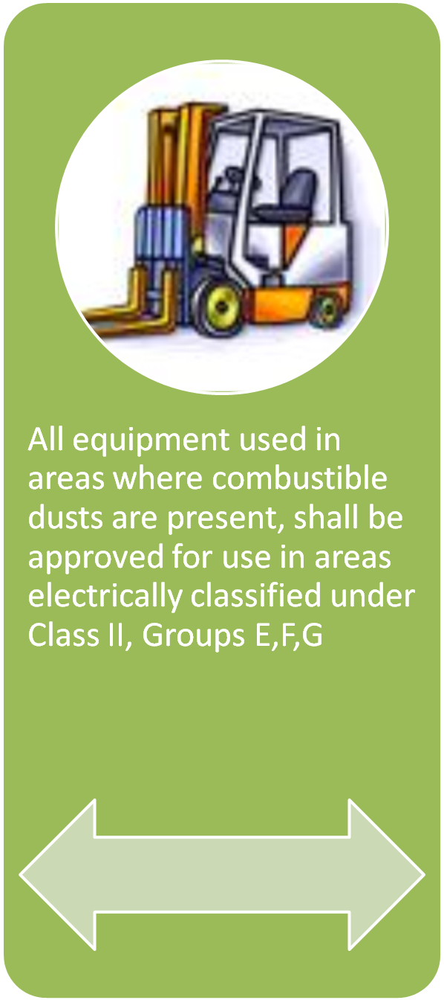 All equipment used in
areas where combustible
dusts are present, shall be
approved for use in areas
electrically classified under
Class II, Groups E,F,G